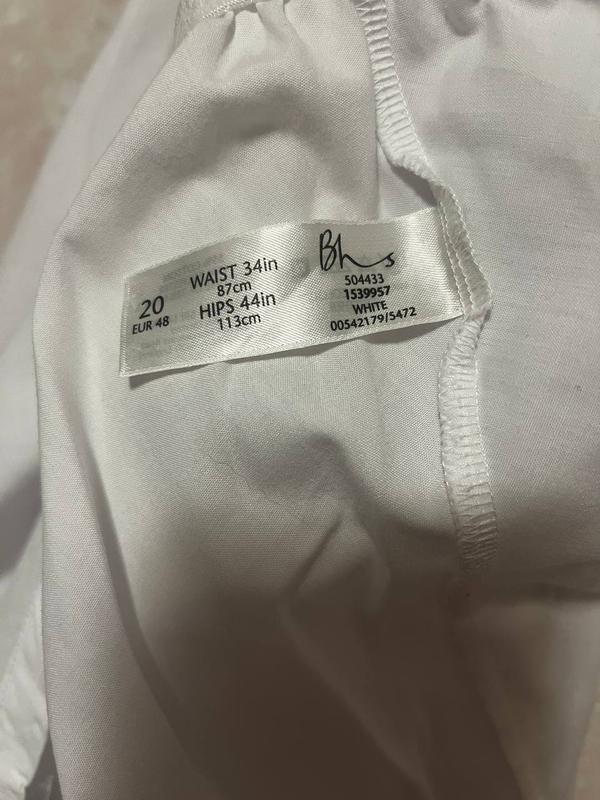 20
EUR 48
WAIST 34in
87cm
HIPS 44in
113cm
Bhs
504433
1539957
WHITE
00542179/5472